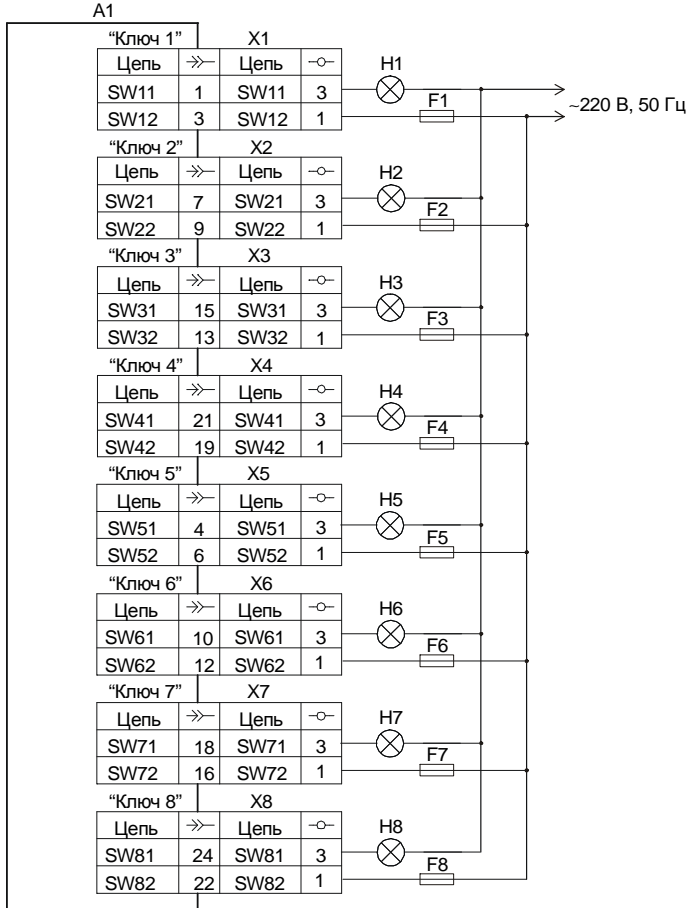 A1
“Ключ 1” X1
Цепь Цепь H1
SW11 1 SW11 3 F1
SW12 3 SW12 1 ~220 В, 50 Гц
“Ключ 2” X2
Цепь Цепь H2
SW21 7 SW21 3 F2
SW22 9 SW22 1
“Ключ 3” X3
Цепь Цепь H3
SW31 15 SW31 3 F3
SW32 13 SW32 1
“Ключ 4” X4
Цепь Цепь H4
SW41 21 SW41 3 F4
SW42 19 SW42 1
“Ключ 5” X5
Цепь Цепь H5
SW51 4 SW51 3 F5
SW52 6 SW52 1
“Ключ 6” X6
Цепь Цепь H6
SW61 10 SW61 3 F6
SW62 12 SW62 1
“Ключ 7” X7
Цепь Цепь H7
SW71 18 SW71 3 F7
SW72 16 SW72 1
“Ключ 8” X8
Цепь Цепь H8
SW81 24 SW81 3 F8
SW82 22 SW82 1